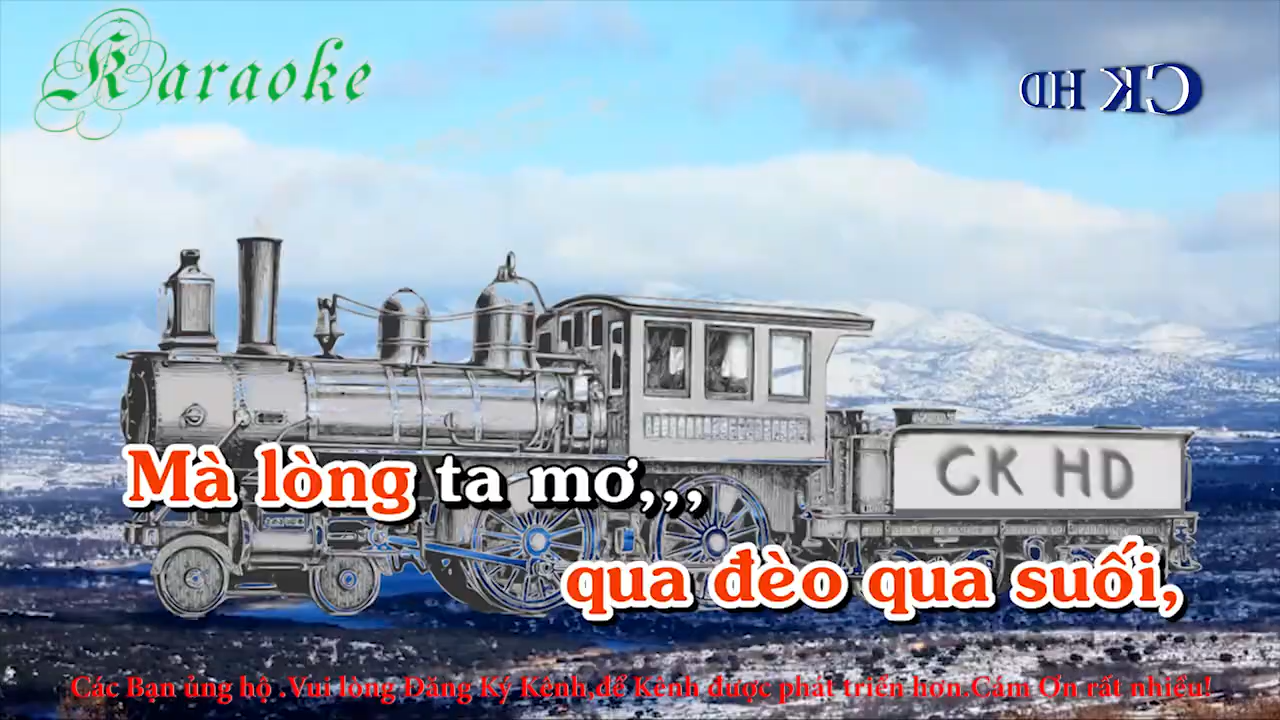 Karaoke
CK HD
Mà lòng ta mơ,,,
CK HD
qua đèo qua suối,
Các Bạn ủng hộ .Vui lòng Đăng Ký Kênh,để Kênh được phát triển hơn.Cám Ơn rất nhiều!